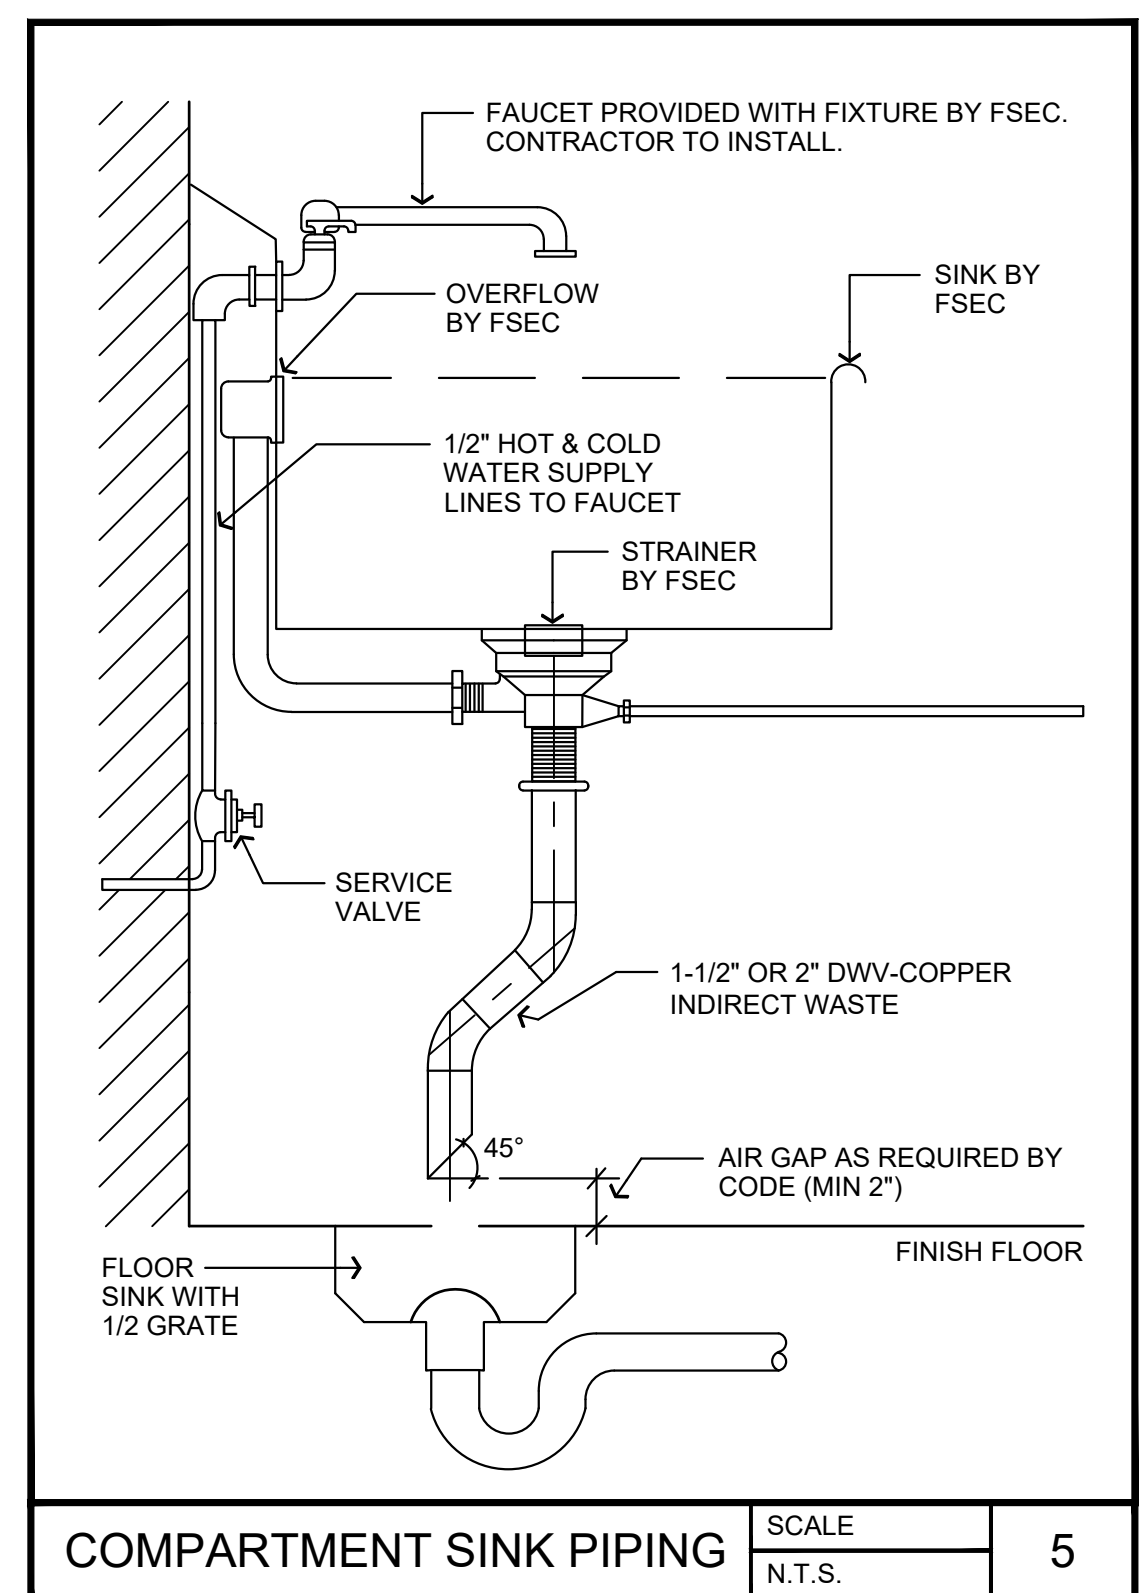 FAUCET PROVIDED WITH FIXTURE BY FSEC.
CONTRACTOR TO INSTALL.
SINK BY
FSEC
OVERFLOW
BY FSEC
1/2" HOT & COLD
WATER SUPPLY
LINES TO FAUCET
STRAINER
BY FSEC
SERVICE
VALVE
1-1/2" OR 2" DWV-COPPER
INDIRECT WASTE
45°
AIR GAP AS REQUIRED BY
CODE (MIN 2")
FINISH FLOOR
FLOOR
SINK WITH
1/2 GRATE
COMPARTMENT SINK PIPING
SCALE
N.T.S.
5